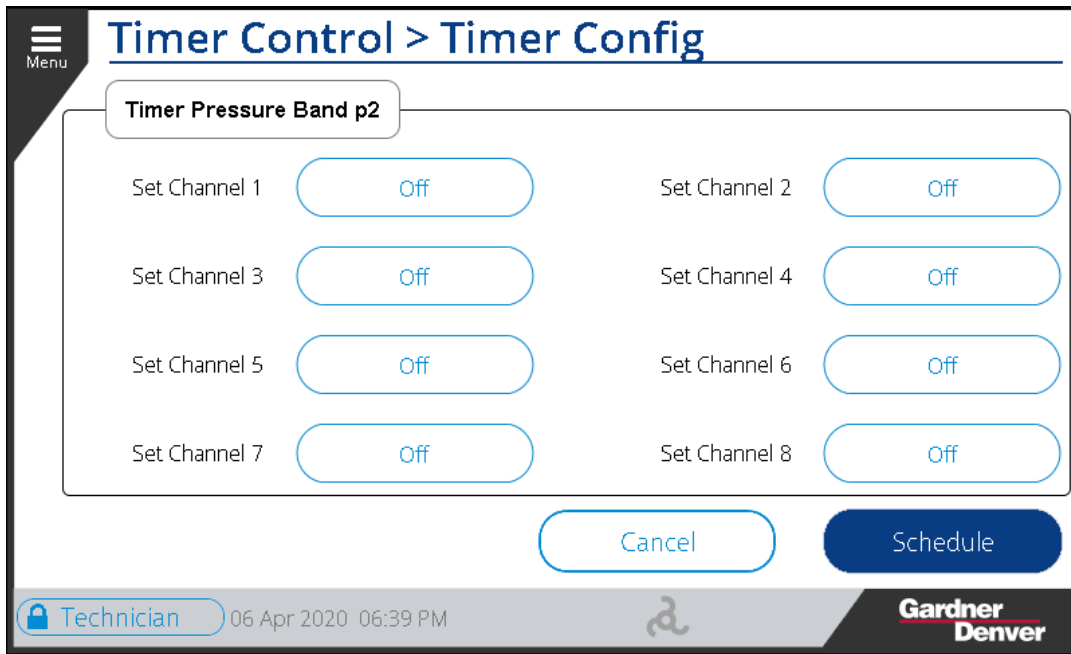 Menu
Timer Control > Timer Config
Timer Pressure Band p2
Set Channel 1 Off Set Channel 2 Off
Set Channel 3 Off Set Channel 4 Off
Set Channel 5 Off Set Channel 6 Off
Set Channel 7 Off Set Channel 8 Off
Cancel Schedule
Technician 06 Apr 2020 06:39 PM
Gardner
Denver